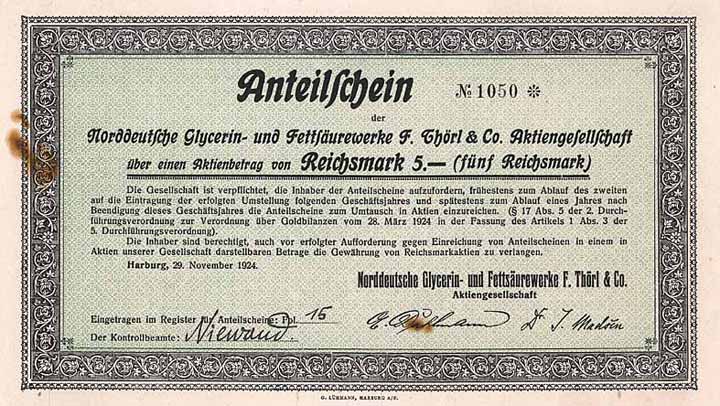 Anteilschein № 1050 *
der
Norddeutsche Glycerin- und Fettsäurewerke F. Thörl & Co. Aktiengesellschaft
über einen Aktienbetrag von Reichsmark 5.— (fünf Reichsmark)
Die Gesellschaft ist verpflichtet, die Inhaber der Anteilscheine aufzufordern, frühestens zum Ablauf des zweiten
auf die Eintragung der erfolgten Umstellung folgenden Geschäftsjahres und spätestens zum Ablauf eines Jahres nach
Beendigung dieses Geschäftsjahres die Anteilscheine zum Umtausch in Aktien einzureichen. (§ 17 Abs. 5 der 2. Durch-
führungsverordnung zur Verordnung über Goldbilanzen vom 28. März 1924 in der Fassung des Artikels 1 Abs. 3 der
5. Durchführungsverordnung).
Die Inhaber sind berechtigt, auch vor erfolgter Aufforderung gegen Einreichung von Anteilscheinen in einem in
Aktien unserer Gesellschaft darstellbaren Betrage die Gewährung von Reichsmarkaktien zu verlangen.
Harburg, 29. November 1924.
Norddeutsche Glycerin- und Fettsäurewerke F. Thörl & Co.
Aktiengesellschaft
Eingetragen im Register für Anteilscheine: Fol. 15
Der Kontrollbeamte: Niewand.
Dr. J. Madsen
G. LÜHMANN, HARBURG A/E.